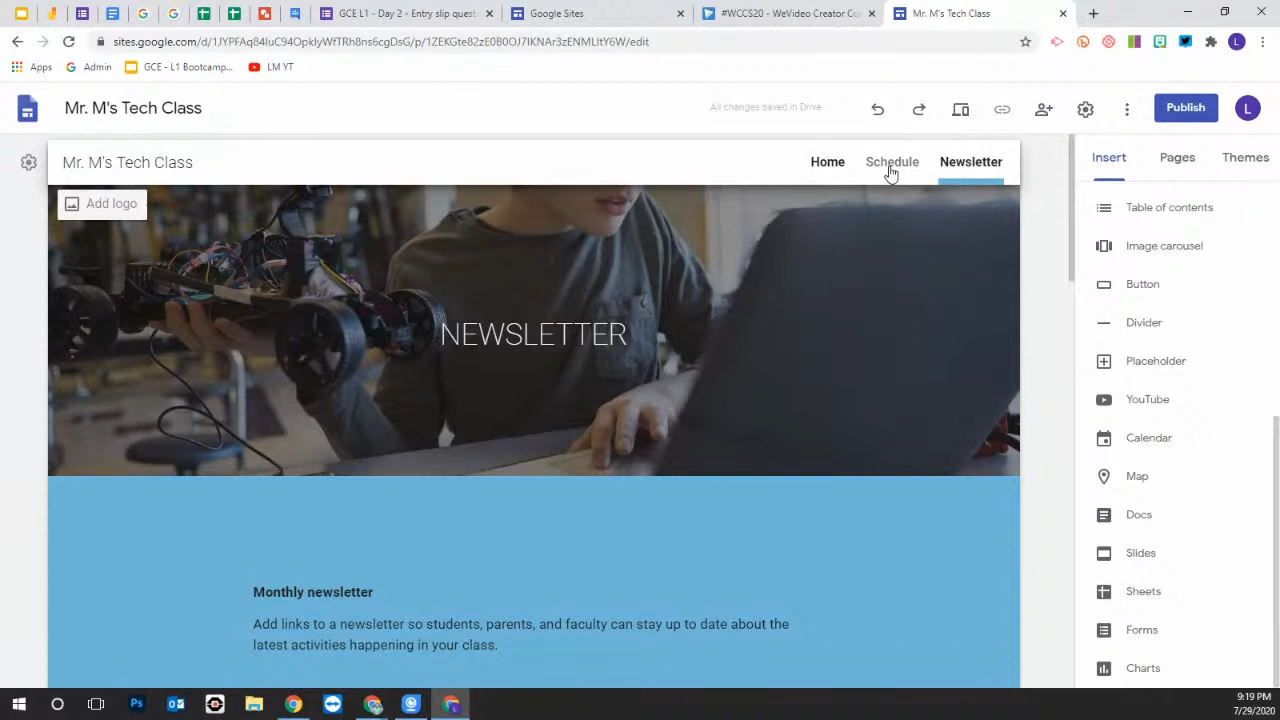 GCE L1 - Day 2 - Entry slip quest
Google Sites
#WCCS20 - WeVideo Creator Co
Mr. M's Tech Class
sites.google.com/d/1JYPFAq84luC94OpklyWfTRh8ns6qDsG/p/1ZEKGte82zE0B0OJ7IKNAr3zENMLItY6W/edit
L
Apps
Admin
GCE - L1 Bootcamp...
LM YT
Mr. M's Tech Class
All changes saved in Drive
Publish
L
Mr. M's Tech Class
Home
Schedule
Newsletter
Insert
Pages
Themes
Add logo
Table of contents
Image carousel
Button
Divider
NEWSLETTER
Placeholder
YouTube
Calendar
Map
Docs
Slides
Monthly newsletter
Sheets
Add links to a newsletter so students, parents, and faculty can stay up to date about the
latest activities happening in your class.
Forms
Charts
9:19 PM
7/29/2020